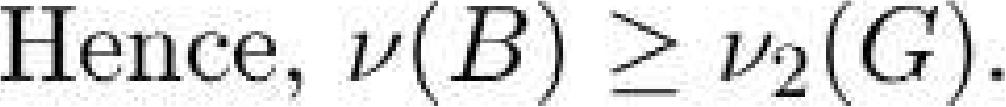 Hence, ν(B) ≥ ν₂(G).